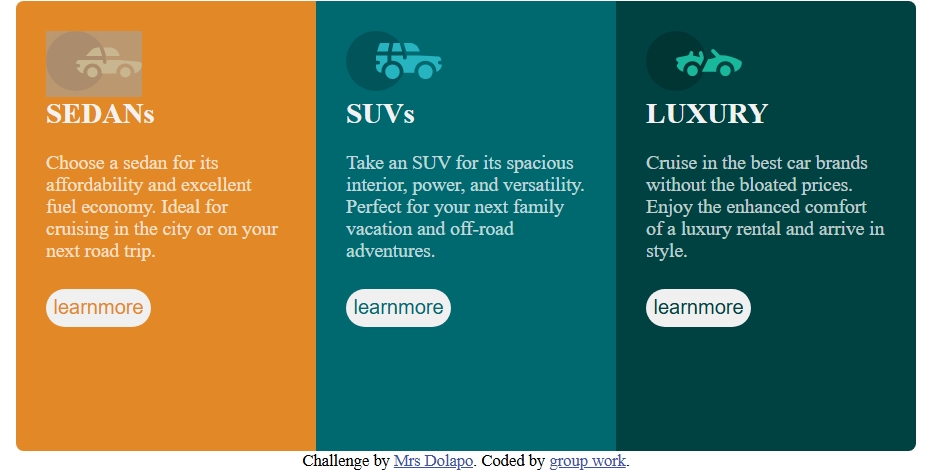 SEDANs
Choose a sedan for its
affordability and excellent
fuel economy. Ideal for
cruising in the city or on your
next road trip.
learnmore
SUVs
Take an SUV for its spacious
interior, power, and versatility.
Perfect for your next family
vacation and off-road
adventures.
learnmore
LUXURY
Cruise in the best car brands
without the bloated prices.
Enjoy the enhanced comfort
of a luxury rental and arrive in
style.
learnmore
Challenge by Mrs Dolapo. Coded by group work.